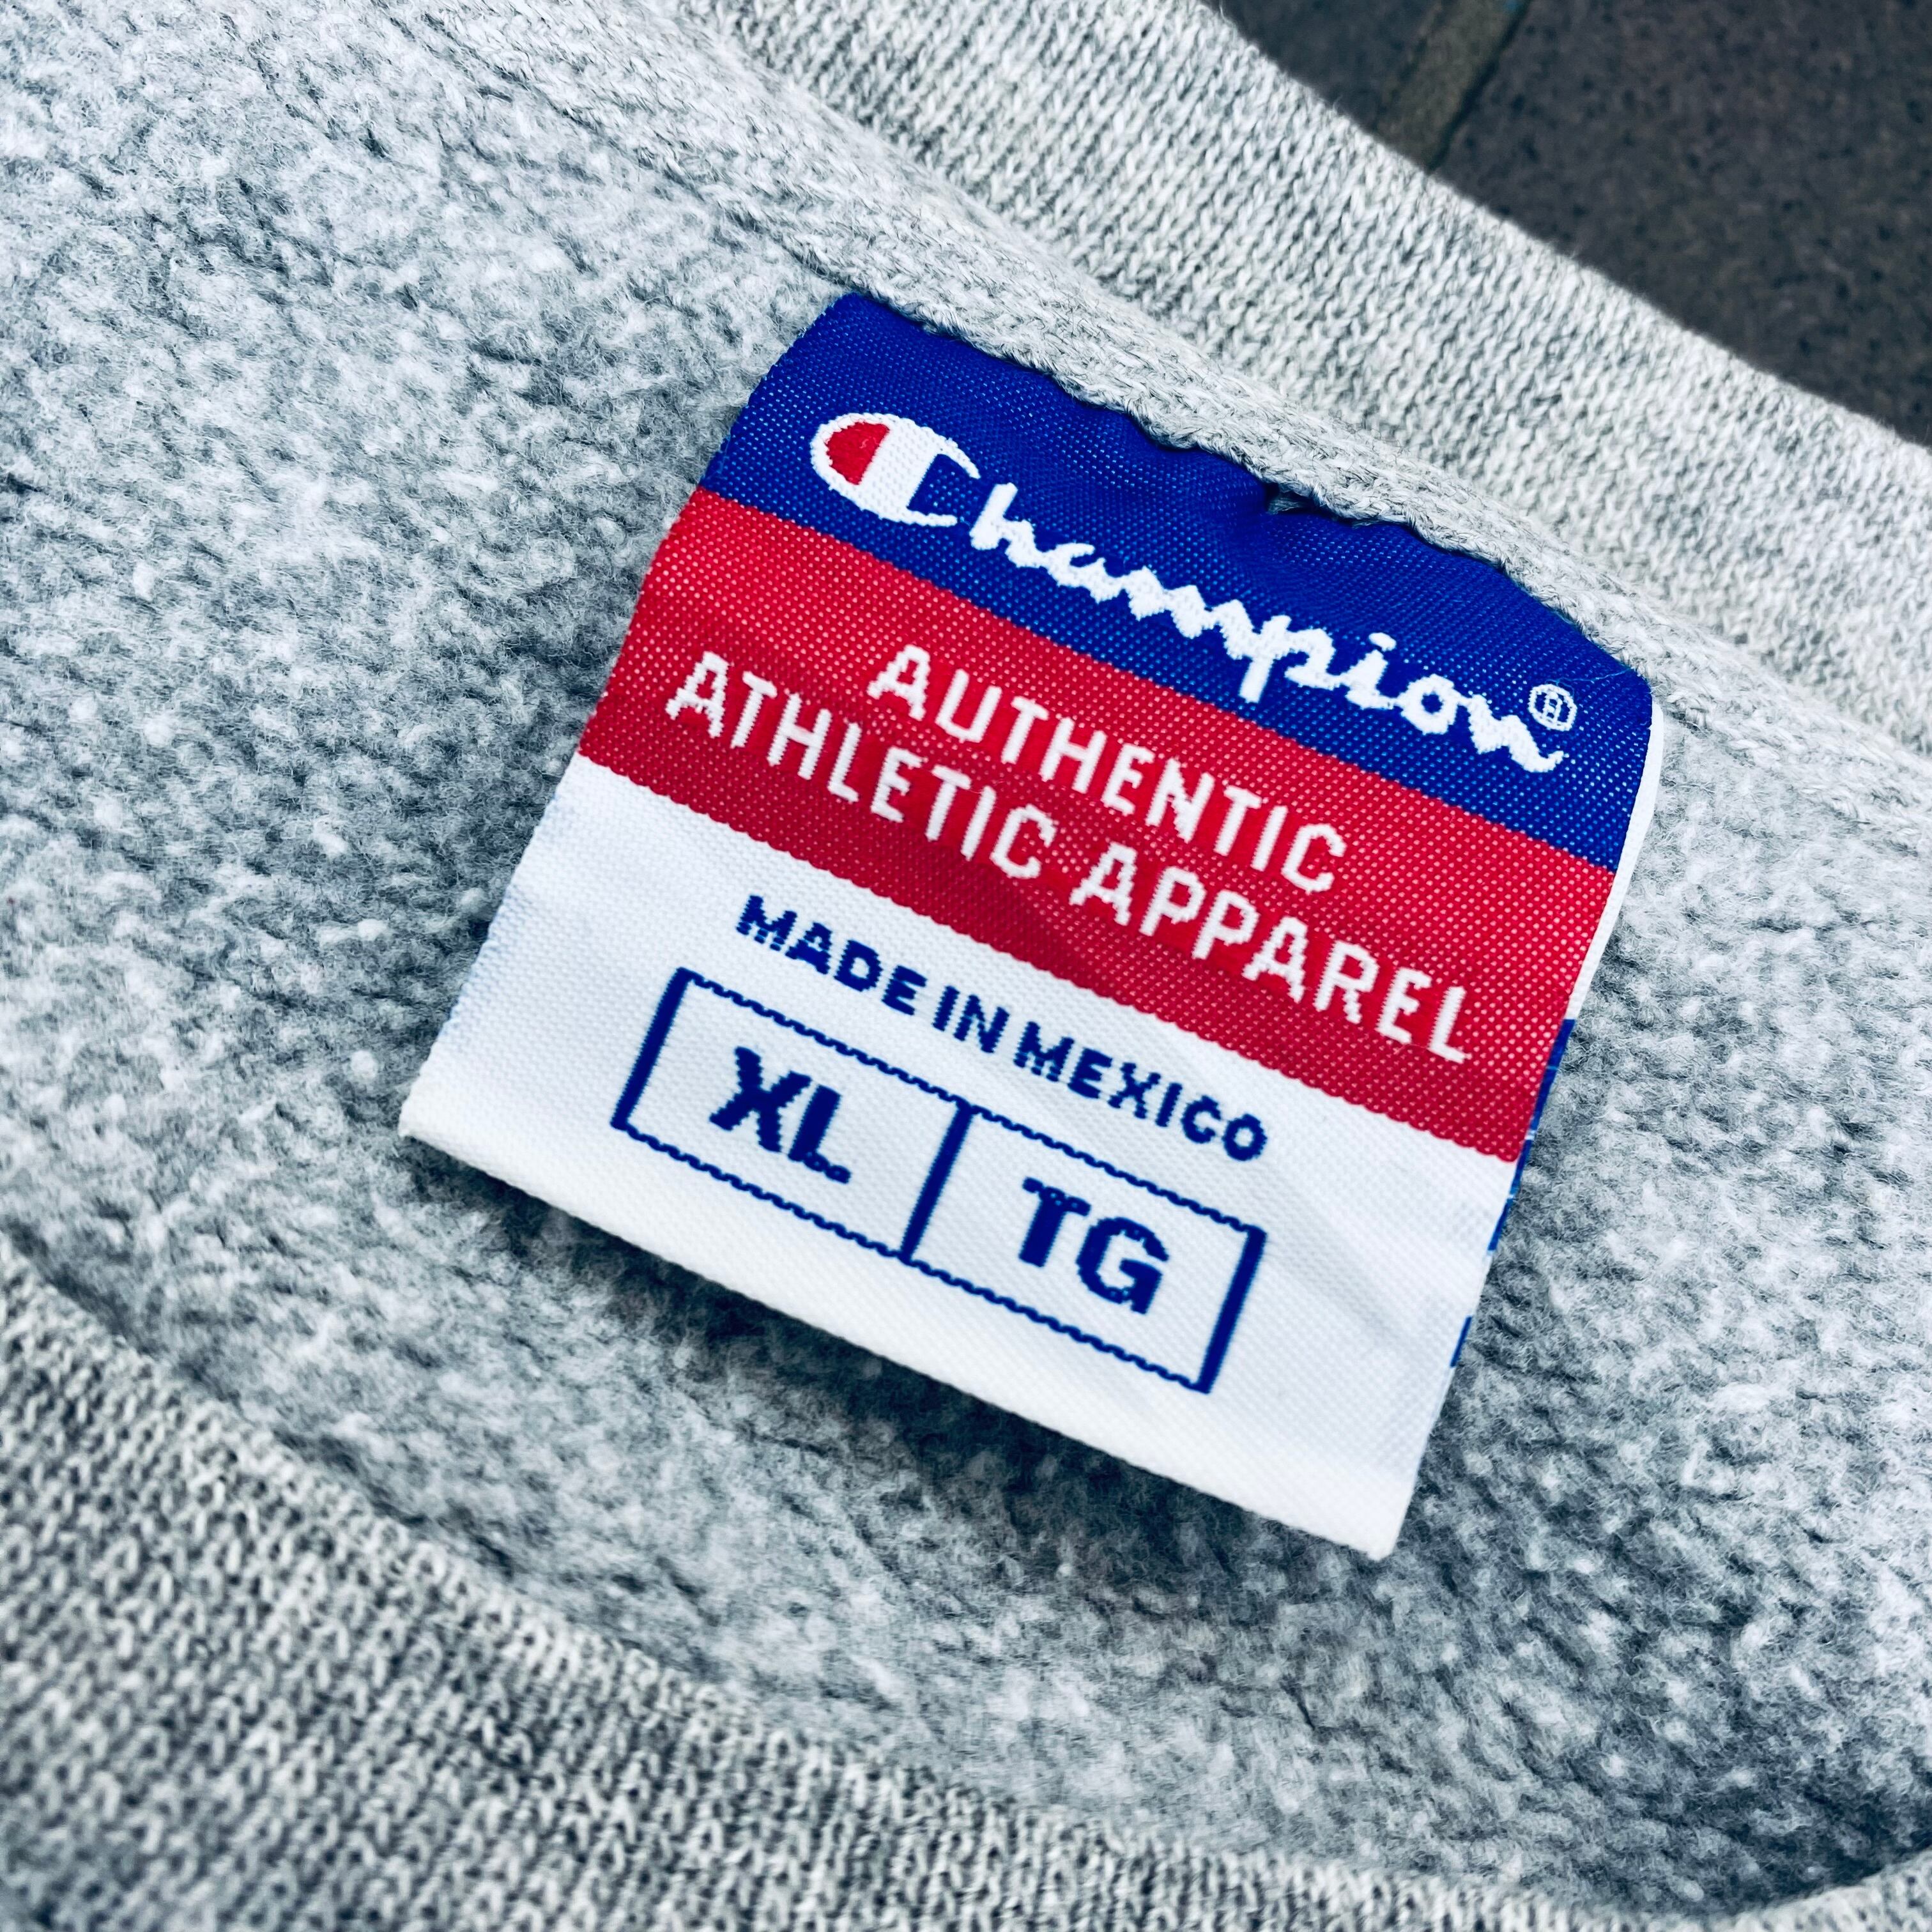 Champion®
AUTHENTIC
ATHLETIC APPAREL
MADE IN MEXICO
XL TG